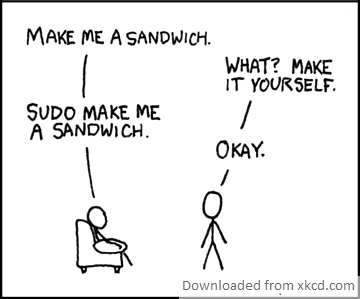 MAKE ME A SANDWICH.
WHAT? MAKE
IT YOURSELF.
SUDO MAKE ME
A SANDWICH.
OKAY.
Downloaded from xkcd.com